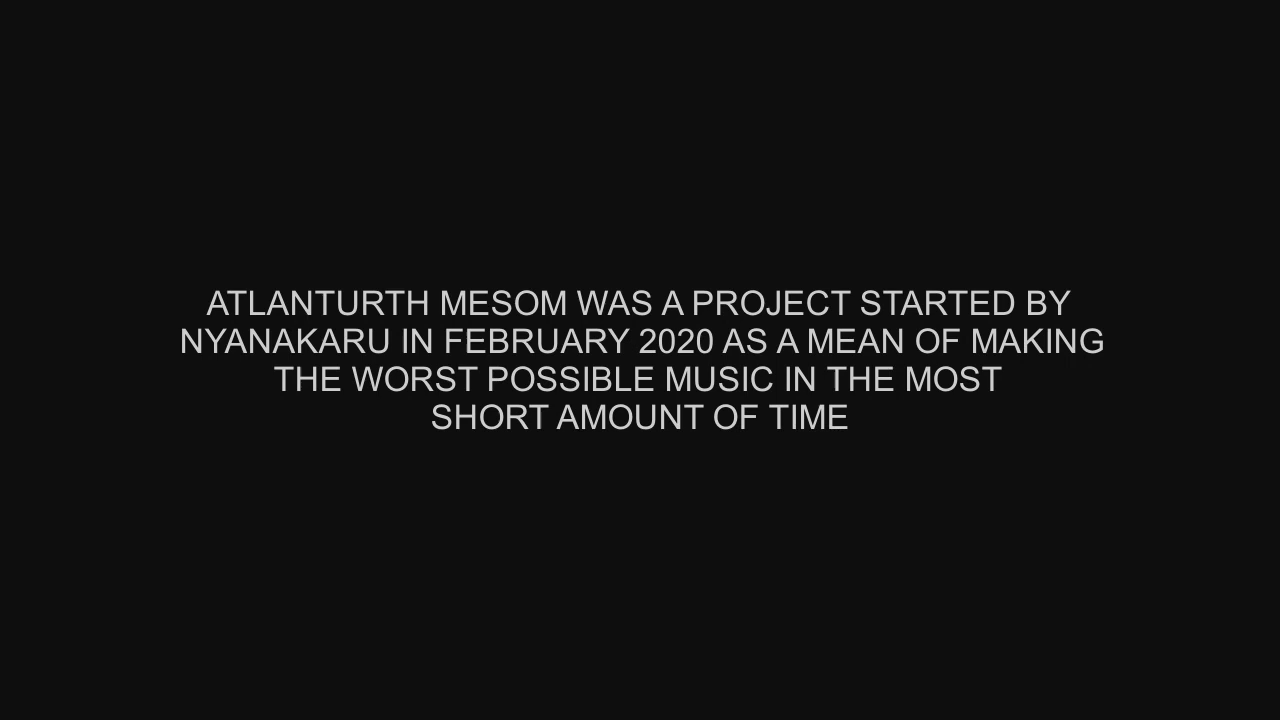 ATLANTURTH MESOM WAS A PROJECT STARTED BY
NYANAKARU IN FEBRUARY 2020 AS A MEAN OF MAKING
THE WORST POSSIBLE MUSIC IN THE MOST
SHORT AMOUNT OF TIME